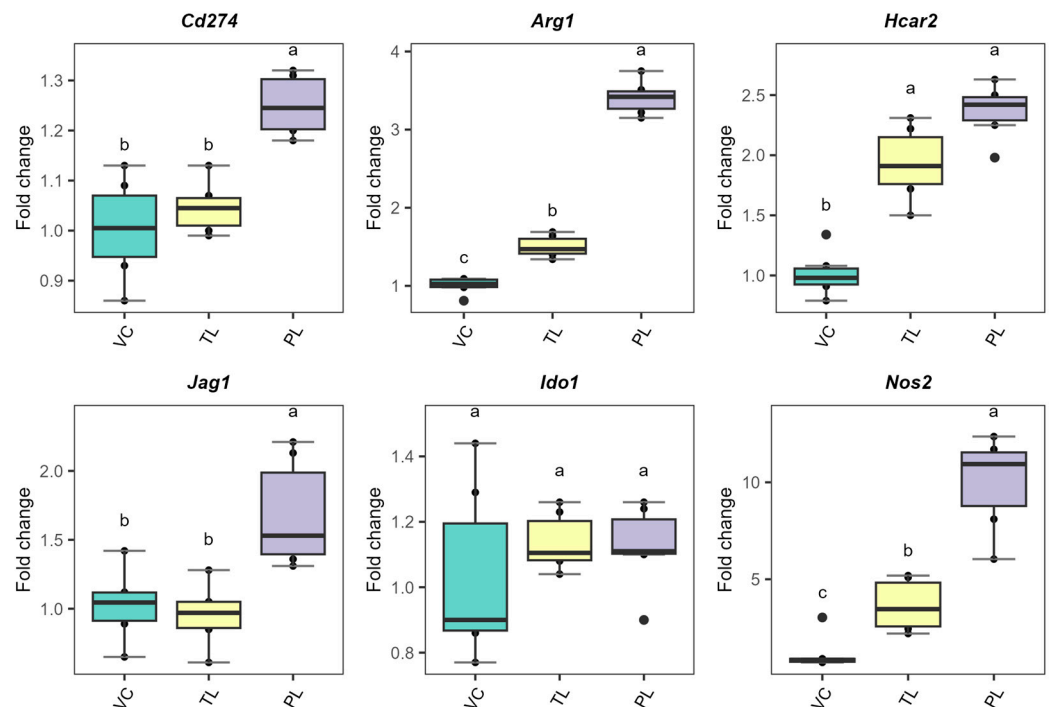 Cd274
Arg1
Hcar2
Fold change
1.3
1.2
1.1
1.0
0.9
b
b
a
VC
TL
PL
Fold change
4
3
2
1
c
b
a
VC
TL
PL
Fold change
2.5
2.0
1.5
1.0
b
a
a
VC
TL
PL
Jag1
Ido1
Nos2
Fold change
2.0
1.5
1.0
b
b
a
VC
TL
PL
Fold change
1.4
1.2
1.0
0.8
a
a
a
VC
TL
PL
Fold change
10
5
c
b
a
VC
TL
PL